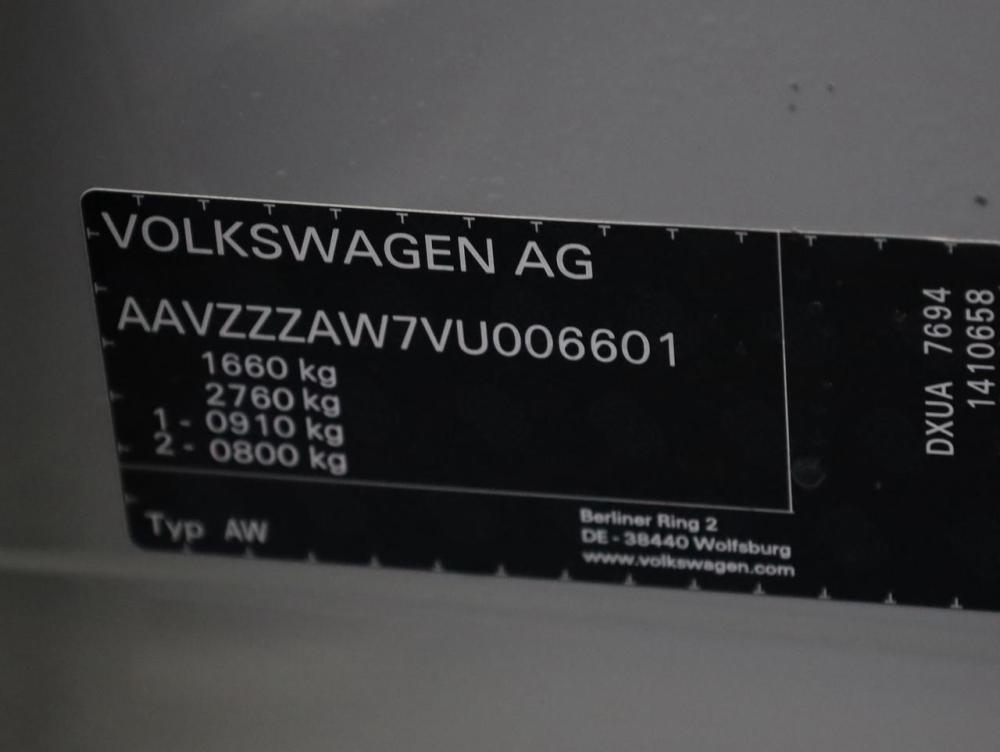 VOLKSWAGEN AG
AAVZZZAW7VU006601
1660 kg
2760 kg
1 - 0910 kg
2 - 0800 kg
Typ AW
Berliner Ring 2
DE - 38440 Wolfsburg
www.volkswagen.com
DXUA 7694
1410658